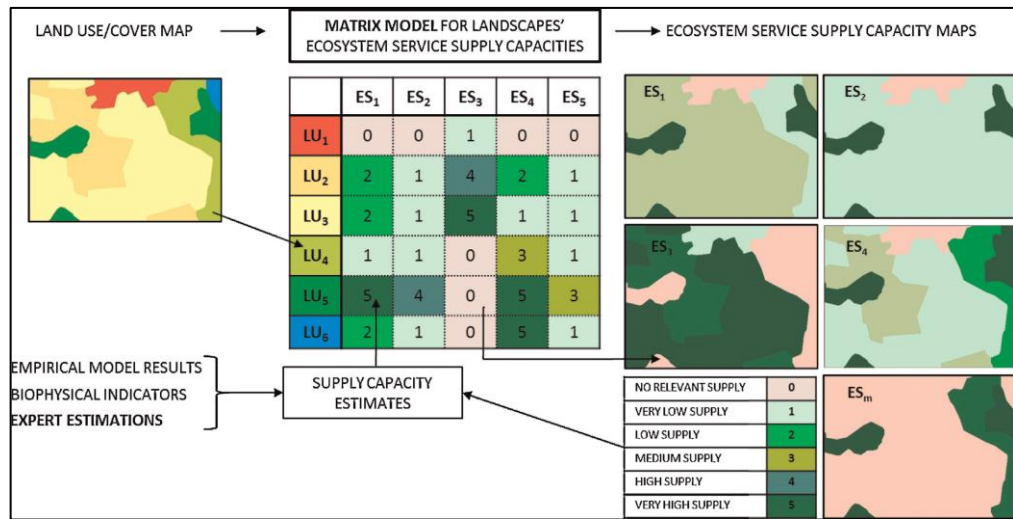 LAND USE/COVER MAP
MATRIX MODEL FOR LANDSCAPES'
ECOSYSTEM SERVICE SUPPLY CAPACITIES
ECOSYSTEM SERVICE SUPPLY CAPACITY MAPS
ES1 ES2 ES3 ES4 ES5
LU1 0 0 1 0 0
LU2 2 1 4 2 1
LU3 2 1 5 1 1
LU4 1 1 0 3 1
LU5 5 4 0 5 3
LU6 2 1 0 5 1
ES1
ES2
ES3
ES4
ESm
EMPIRICAL MODEL RESULTS
BIOPHYSICAL INDICATORS
EXPERT ESTIMATIONS
SUPPLY CAPACITY
ESTIMATES
NO RELEVANT SUPPLY 0
VERY LOW SUPPLY 1
LOW SUPPLY 2
MEDIUM SUPPLY 3
HIGH SUPPLY 4
VERY HIGH SUPPLY 5